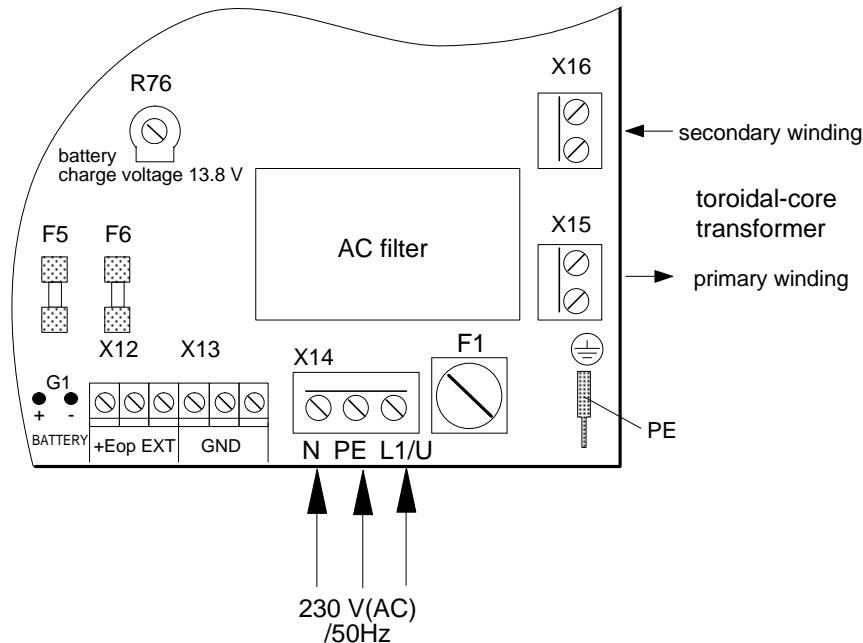 X16
R76
secondary winding
battery
charge voltage 13.8 V
toroidal-core
transformer
X15
F5
F6
AC filter
primary winding
X12
X13
X14
F1
G1
+
-
BATTERY
+Eop EXT
GND
PE
N PE L1/U
230 V(AC)
/50Hz